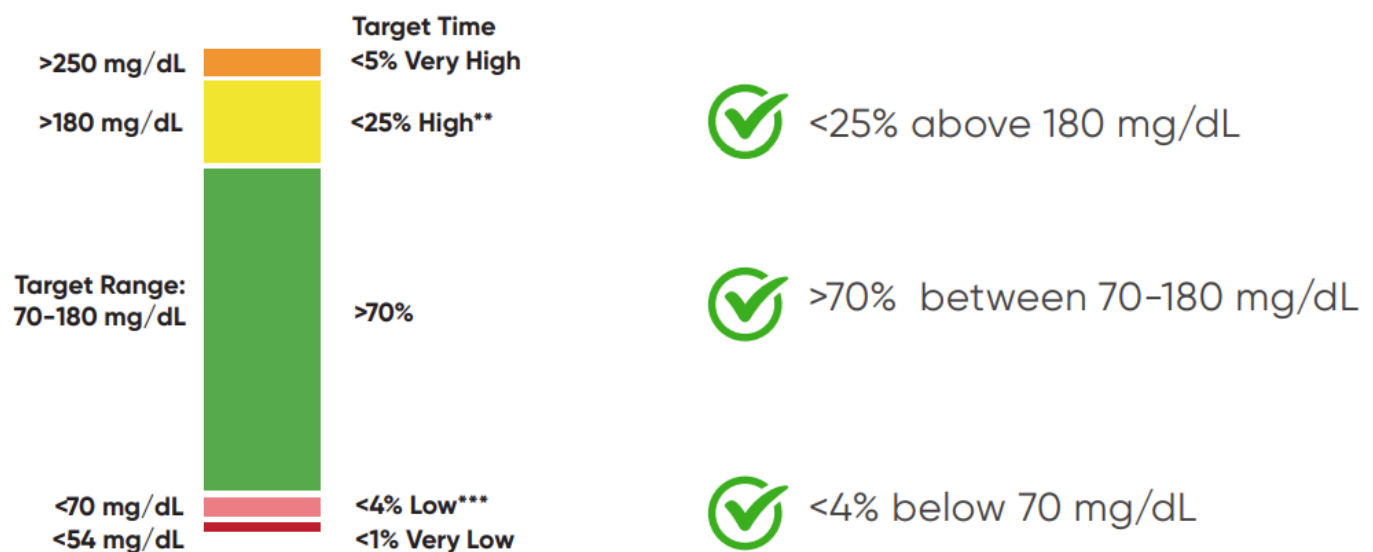 Target Time
>250 mg/dL
<5% Very High
>180 mg/dL
<25% High**
Target Range:
70-180 mg/dL
>70%
<70 mg/dL
<4% Low***
<54 mg/dL
<1% Very Low
<25% above 180 mg/dL
>70% between 70-180 mg/dL
<4% below 70 mg/dL